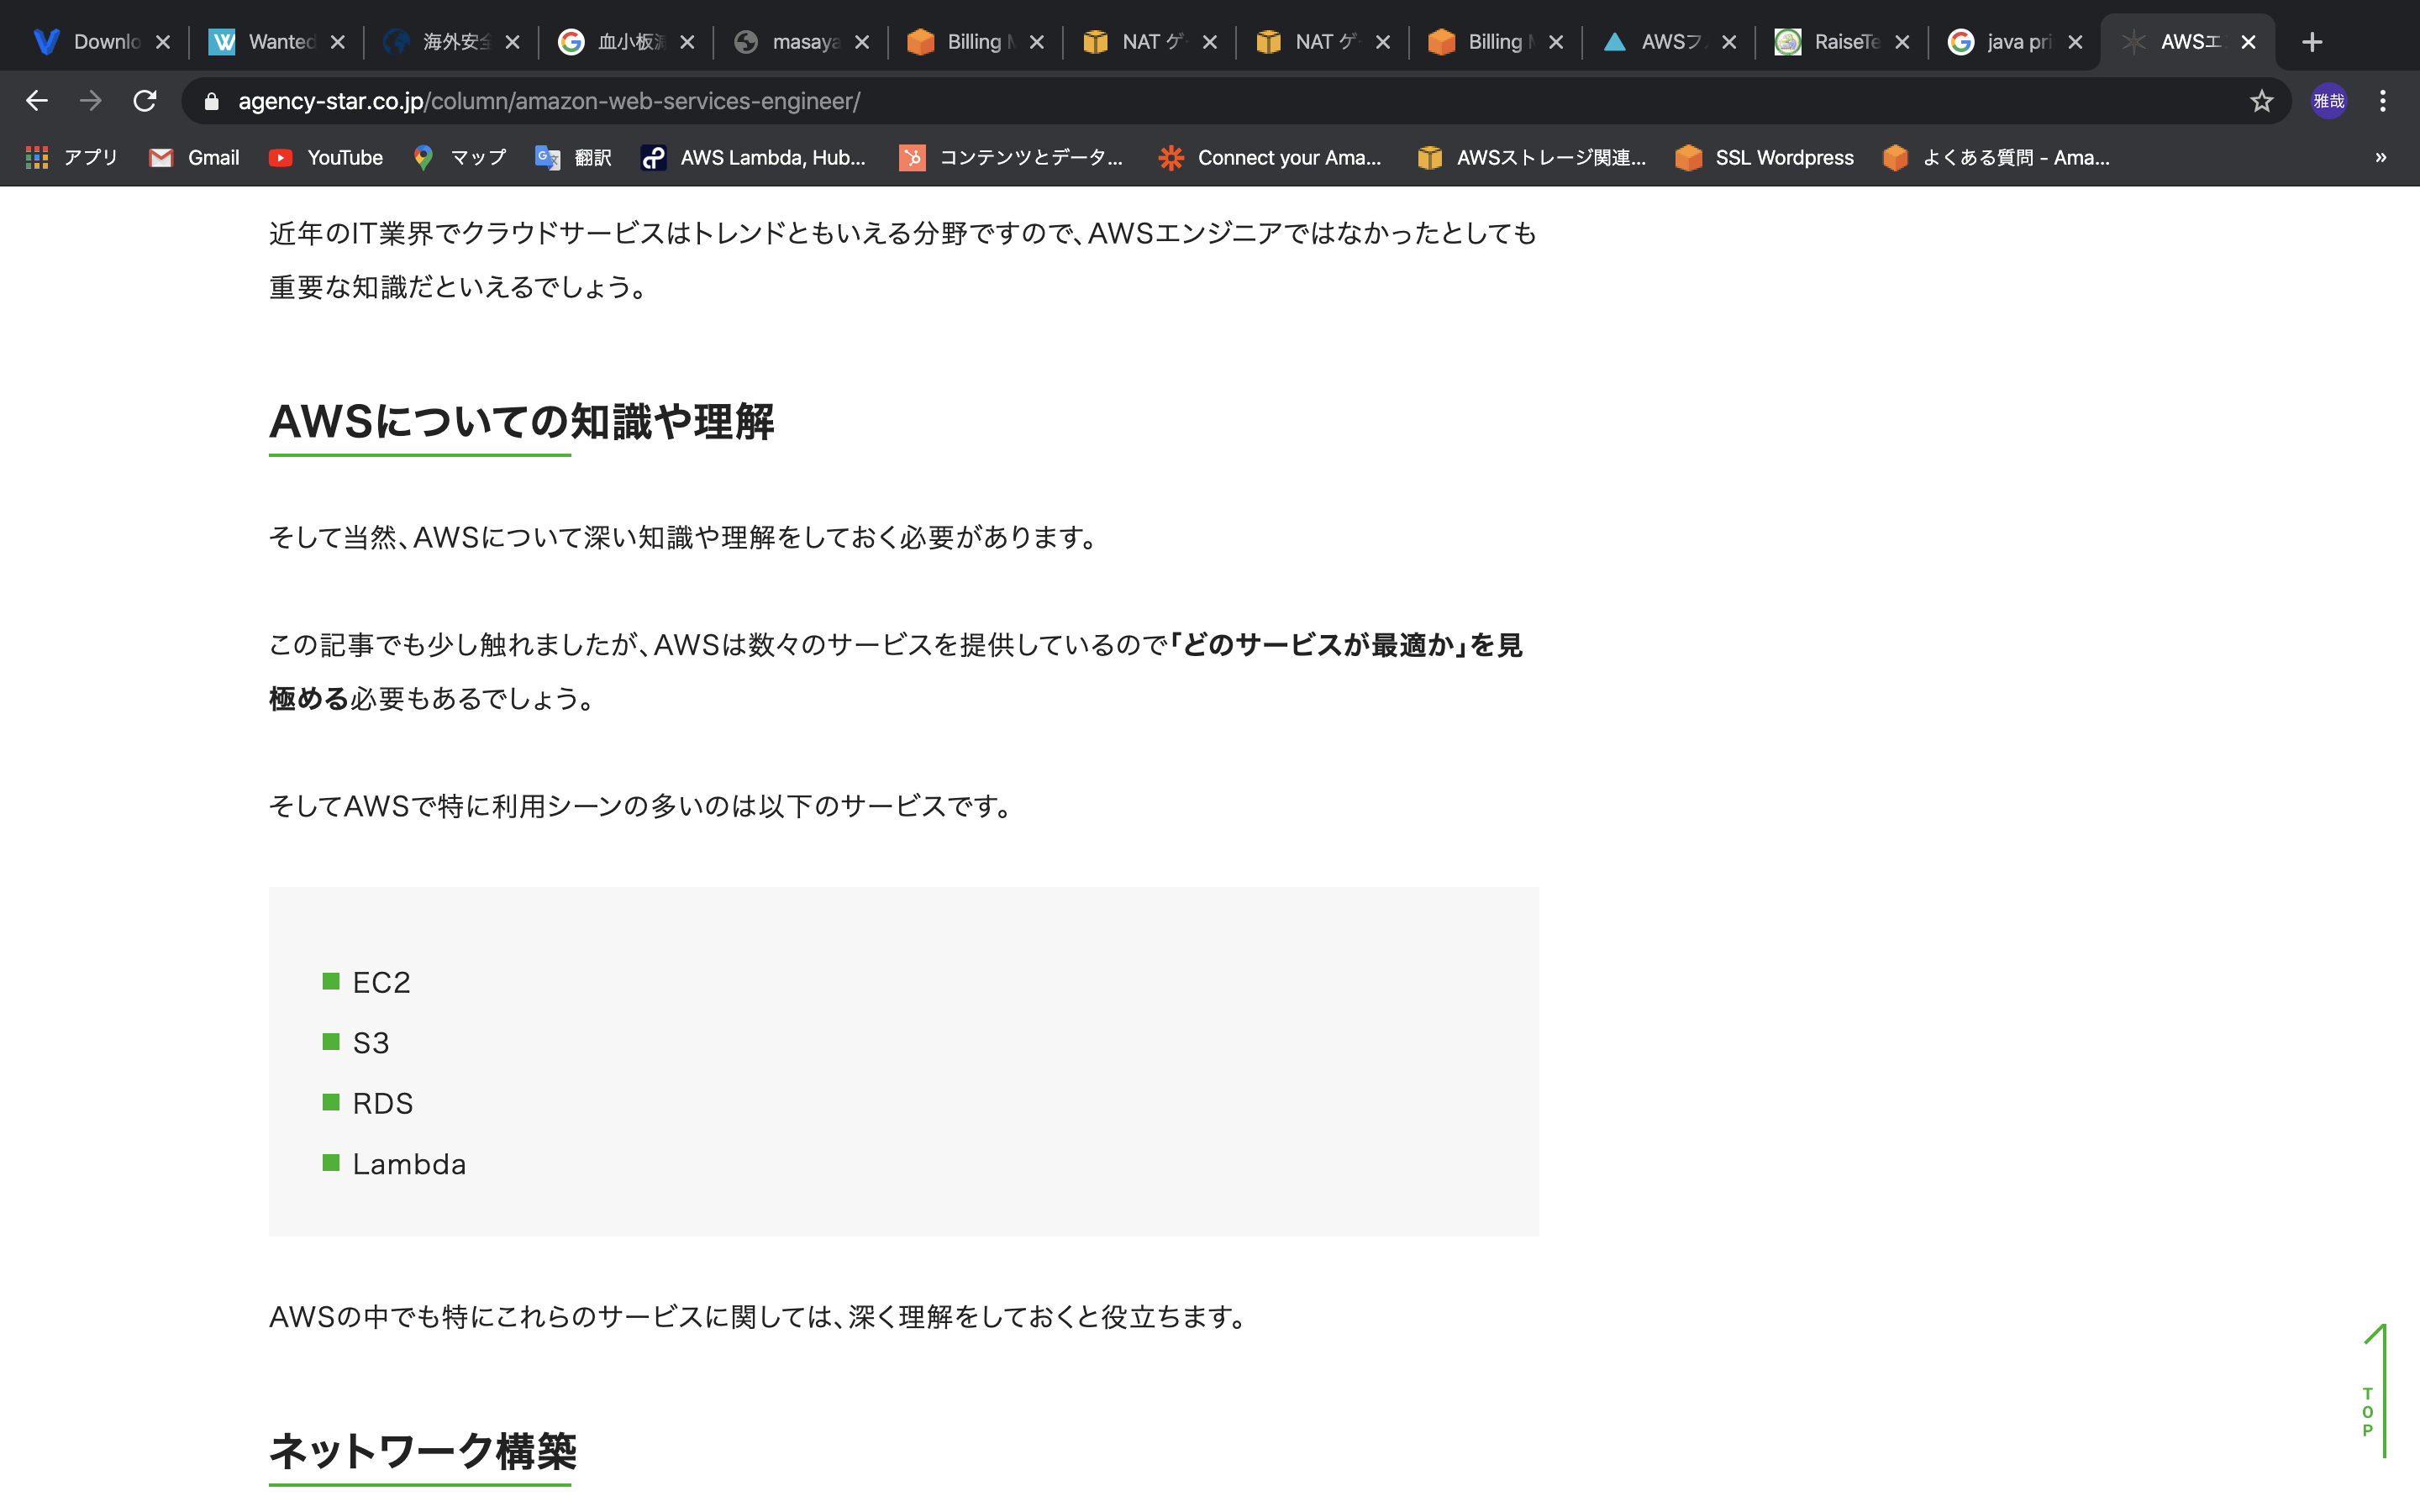 Downlo
Wanted
海外安全
血小板
masaya
Billing
NAT ゲ
NAT ゲ
Billing
AWSフ
RaiseTe
java pri
AWSエ
agency-star.co.jp/column/amazon-web-services-engineer/
雅哉
アプリ
Gmail
YouTube
マップ
翻訳
AWS Lambda, Hub...
コンテンツとデータ...
Connect your Ama...
AWSストレージ関連...
SSL Wordpress
よくある質問 - Ama...
»
近年のIT業界でクラウドサービスはトレンドともいえる分野ですので、AWSエンジニアではなかったとしても
重要な知識だといえるでしょう。
AWSについての知識や理解
そして当然、AWSについて深い知識や理解をしておく必要があります。
この記事でも少し触れましたが、AWSは数々のサービスを提供しているので「どのサービスが最適か」を見
極める必要もあるでしょう。
そしてAWSで特に利用シーンの多いのは以下のサービスです。
EC2
S3
RDS
Lambda
AWSの中でも特にこれらのサービスに関しては、深く理解をしておくと役立ちます。
TOP
ネットワーク構築